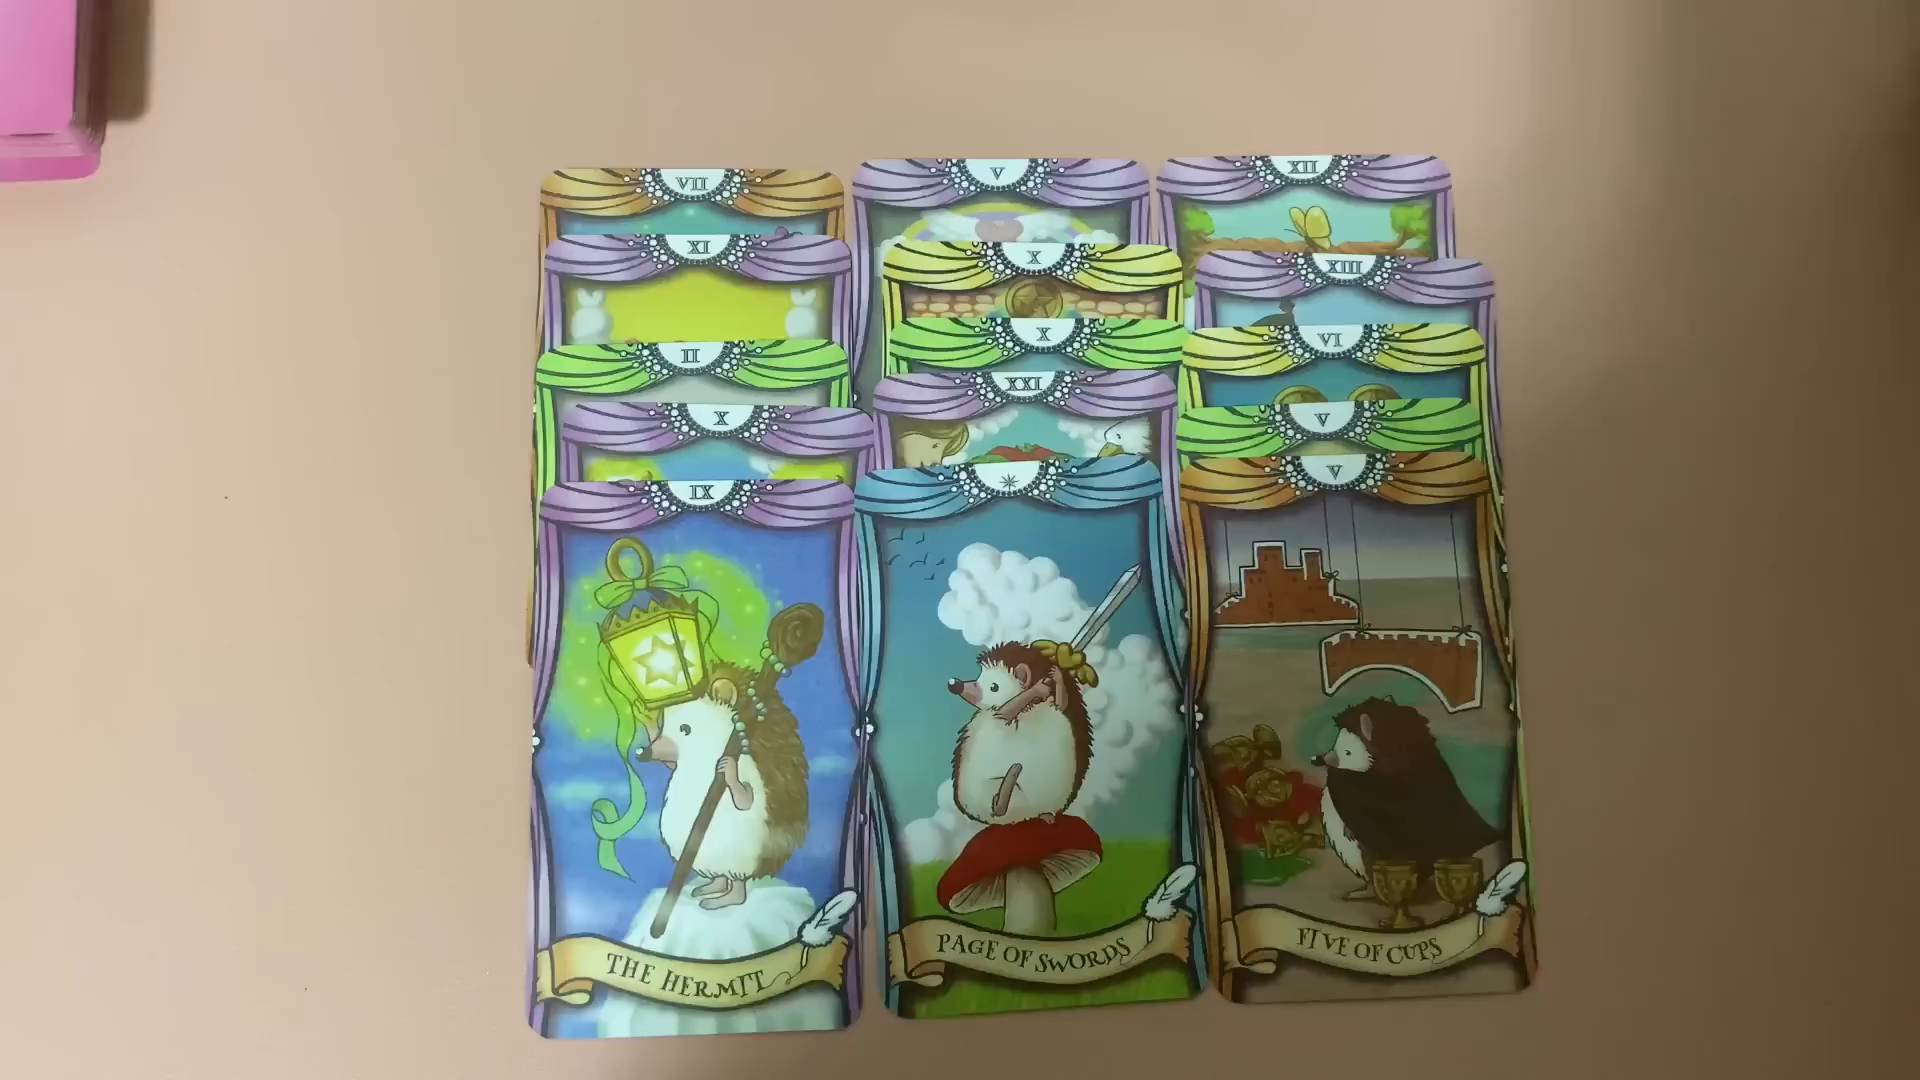 VII
XI
II
X
IX
THE HERMIT
V
X
X
XXI
PAGE OF SWORDS
XII
XIII
VI
V
V
FIVE OF CUPS